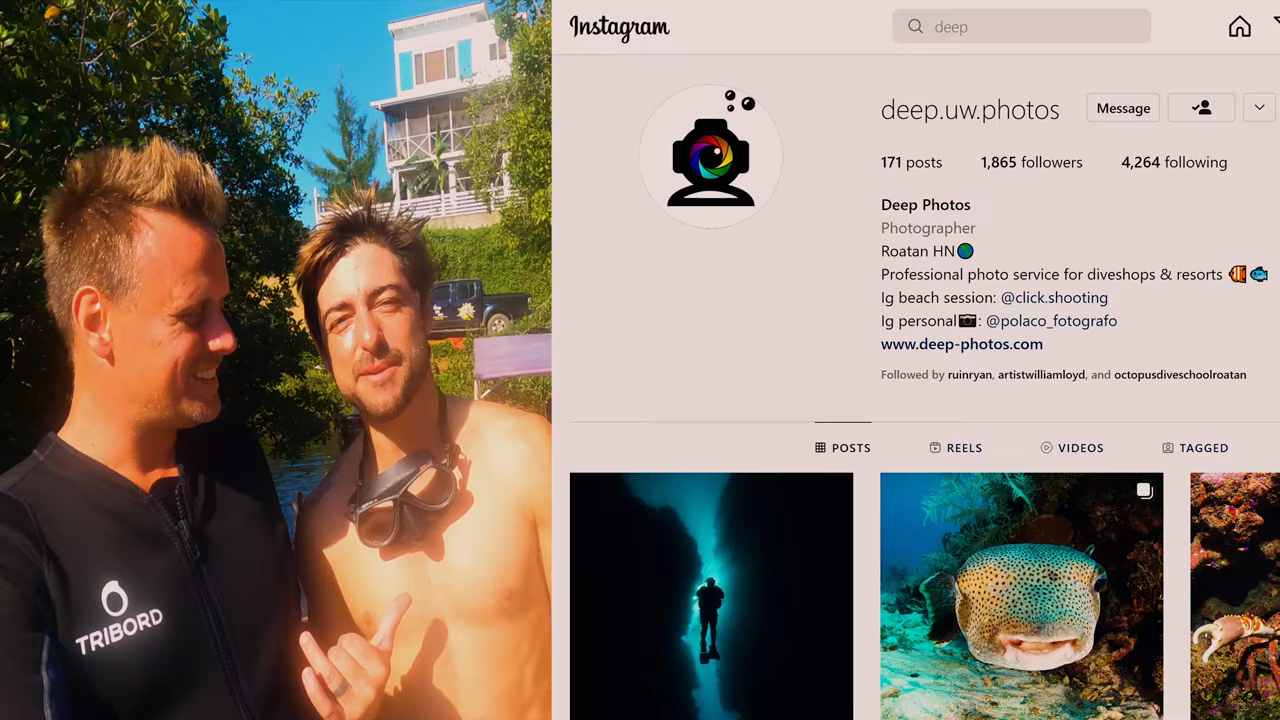 TRIBORD
Instagram
deep
deep.uw.photos
Message
171 posts 1,865 followers 4,264 following
Deep Photos
Photographer
Roatan HN🌎
Professional photo service for diveshops & resorts 🐠🐟
Ig beach session: @click.shooting
Ig personal📷: @polaco_fotografo
www.deep-photos.com
Followed by ruinryan, artistwilliamloyd, and octopusdiveschoolroatan
POSTS REELS VIDEOS TAGGED